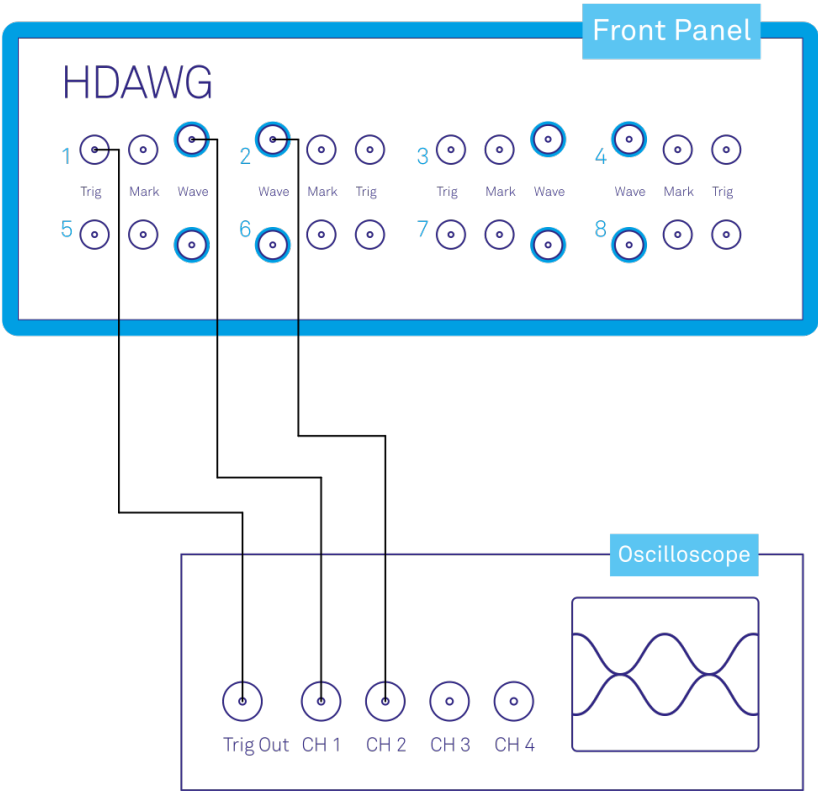 Front Panel
HDAWG
1 2 3 4
Trig Mark Wave Wave Mark Trig Trig Mark Wave Wave Mark Trig
5 6 7 8
Oscilloscope
Trig Out CH 1 CH 2 CH 3 CH 4